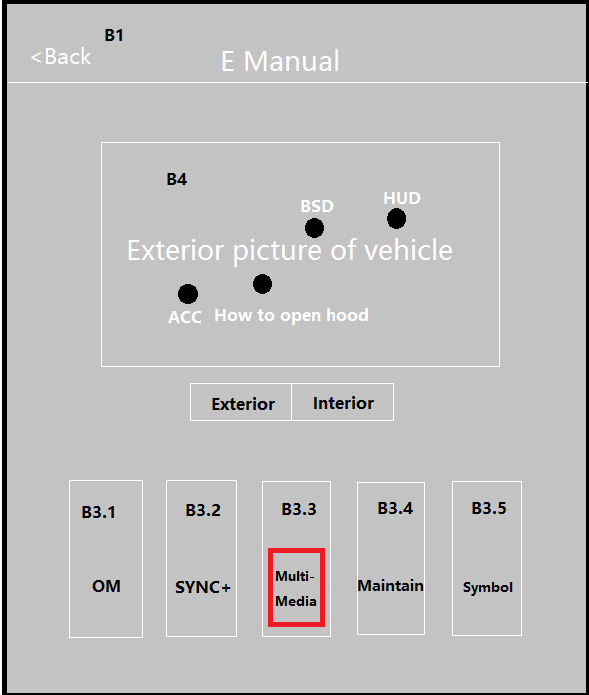 B1
<Back
E Manual
B4
BSD
HUD
Exterior picture of vehicle
ACC
How to open hood
Exterior
Interior
B3.1
B3.2
B3.3
B3.4
B3.5
OM
SYNC+
Multi-
Media
Maintain
Symbol